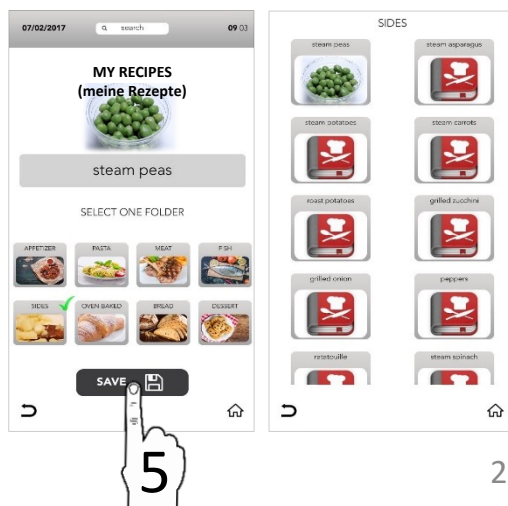 07/02/2017 search 09 03
MY RECIPES
(meine Rezepte)
steam peas
SELECT ONE FOLDER
APPETIZER PASTA MEAT FISH
SIDES OVEN BAKED BREAD DESSERT
SAVE
5
SIDES
steam peas steam asparagus
steam potatoes steam carrots
roast potatoes grilled zucchini
grilled onion peppers
retatouille steam spinach
2